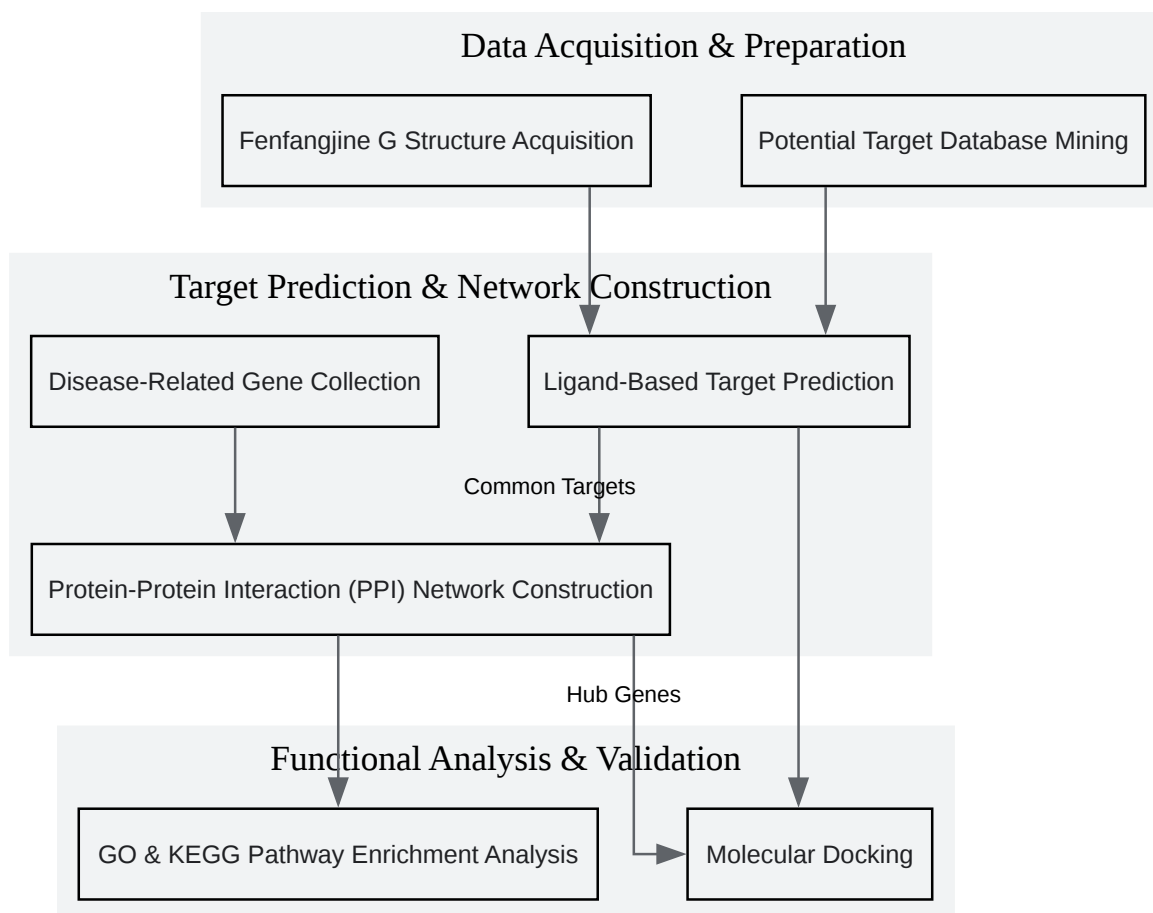 Data Acquisition & Preparation
Fenfangjine G Structure Acquisition
Potential Target Database Mining
Target Prediction & Network Construction
Disease-Related Gene Collection
Ligand-Based Target Prediction
Common Targets
Protein-Protein Interaction (PPI) Network Construction
Hub Genes
Functional Analysis & Validation
GO & KEGG Pathway Enrichment Analysis
Molecular Docking